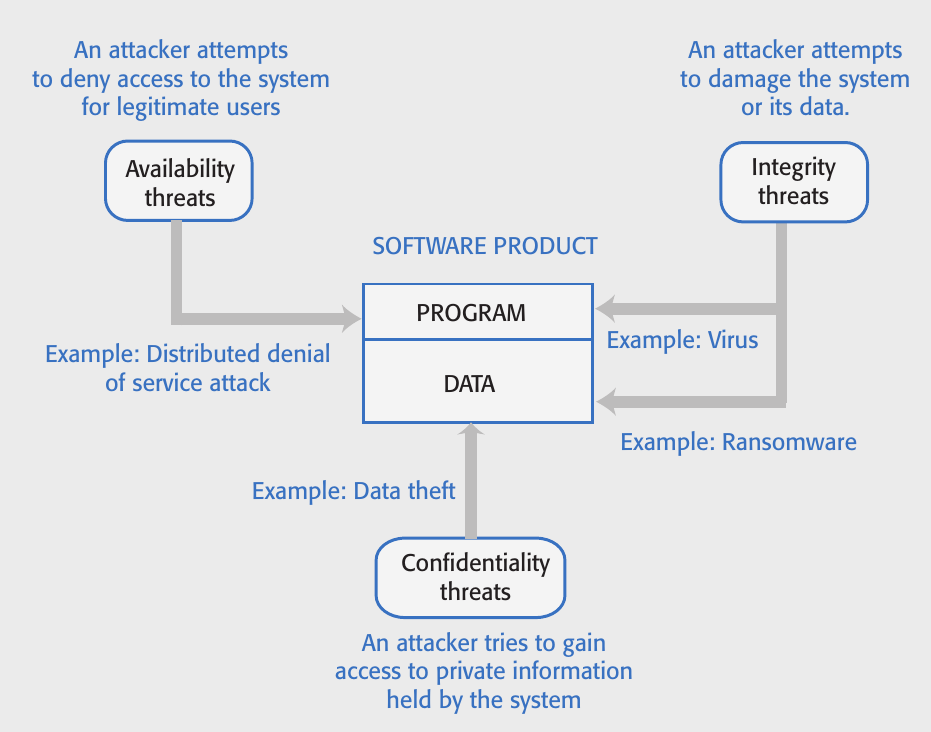 An attacker attempts
to deny access to the system
for legitimate users
An attacker attempts
to damage the system
or its data.
Availability
threats
Integrity
threats
SOFTWARE PRODUCT
PROGRAM
Example: Virus
Example: Distributed denial
of service attack
DATA
Example: Ransomware
Example: Data theft
Confidentiality
threats
An attacker tries to gain
access to private information
held by the system